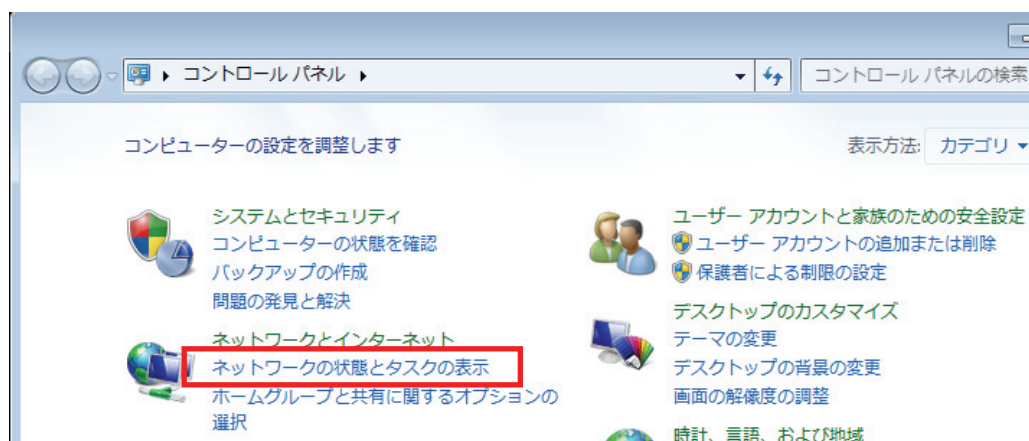 コントロール パネル
コントロール パネルの検索
コンピューターの設定を調整します
表示方法: カテゴリ
システムとセキュリティ
コンピューターの状態を確認
バックアップの作成
問題の発見と解決
ネットワークとインターネット
ネットワークの状態とタスクの表示
ホームグループと共有に関するオプションの
選択
ユーザー アカウントと家族のための安全設定
ユーザー アカウントの追加または削除
保護者による制限の設定
デスクトップのカスタマイズ
テーマの変更
デスクトップの背景の変更
画面の解像度の調整
時計、言語、および地域